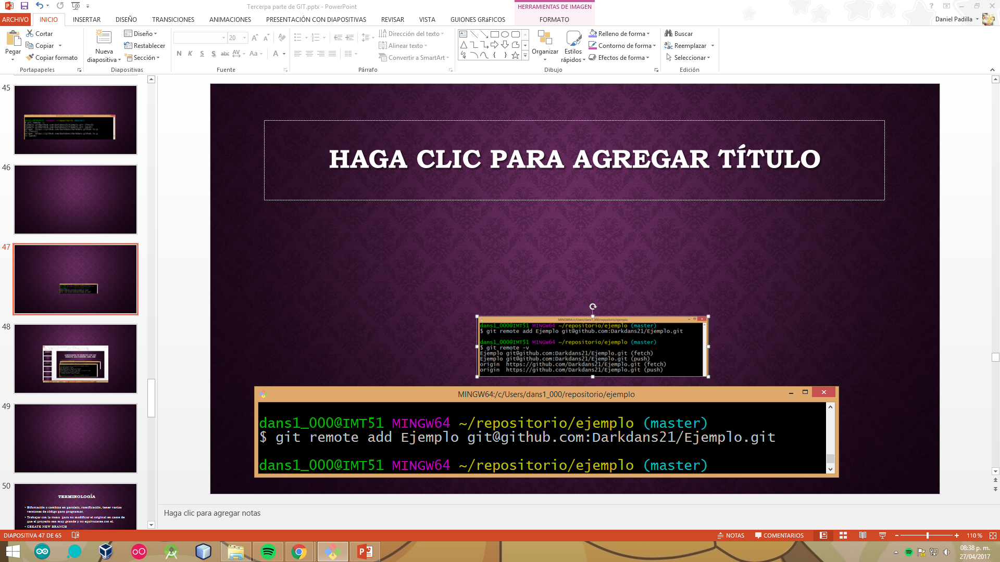 Tercerpa parte de GIT.pptx - PowerPoint
HERRAMIENTAS DE IMAGEN
ARCHIVO
INICIO
INSERTAR
DISEÑO
TRANSICIONES
ANIMACIONES
PRESENTACIÓN CON DIAPOSITIVAS
REVISAR
VISTA
GUIONES GRáFICOS
FORMATO
Daniel Padilla
Pegar
Cortar
Copiar
Copiar formato
Portapapeles
Nueva
diapositiva
Diseño
Restablecer
Sección
Diapositivas
20
N K S S abc AV Aa A
Fuente
Dirección del texto
Alinear texto
Convertir a SmartArt
Párrafo
Organizar
Estilos
rápidos
Relleno de forma
Contorno de forma
Efectos de forma
Dibujo
Buscar
Reemplazar
Seleccionar
Edición
45
46
47
48
49
50
TERMINOLOGÍA
• Bifurcación o cambios en paralelo, ramificación, tener varias
versiones de código para programar.
• Trabajar con la rama para no modificar el original en casos de
que el proyecto sea muy grande y no equivocarse con el.
• CREATE NEW BRANCH
HAGA CLIC PARA AGREGAR TÍTULO
MINGW64:/c/Users/dans1_000/repositorio/ejemplo
dans1_000@IMT51 MINGW64 ~/repositorio/ejemplo (master)
$ git remote add Ejemplo git@github.com:Darkdans21/Ejemplo.git
dans1_000@IMT51 MINGW64 ~/repositorio/ejemplo (master)
$ git remote -v
Ejemplo git@github.com:Darkdans21/Ejemplo.git (fetch)
Ejemplo git@github.com:Darkdans21/Ejemplo.git (push)
origin  https://github.com/Darkdans21/Ejemplo.git (fetch)
origin  https://github.com/Darkdans21/Ejemplo.git (push)
MINGW64:/c/Users/dans1_000/repositorio/ejemplo
dans1_000@IMT51 MINGW64 ~/repositorio/ejemplo (master)
$ git remote add Ejemplo git@github.com:Darkdans21/Ejemplo.git
dans1_000@IMT51 MINGW64 ~/repositorio/ejemplo (master)
Haga clic para agregar notas
DIAPOSITIVA 47 DE 65
NOTAS
COMENTARIOS
110 %
08:38 p. m.
27/04/2017